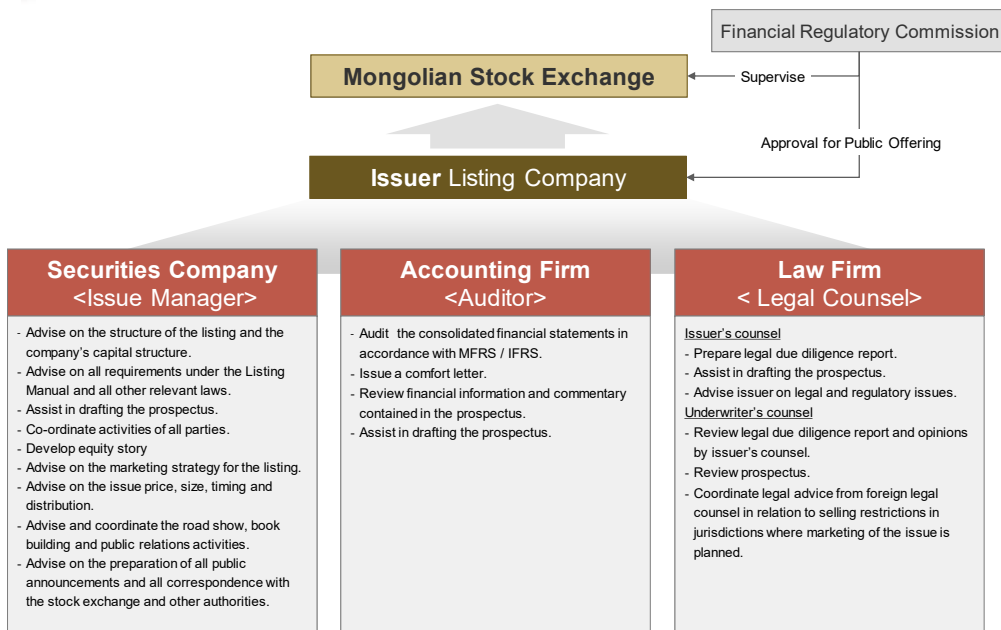 Financial Regulatory Commission
Mongolian Stock Exchange
Supervise
Approval for Public Offering
Issuer Listing Company
Securities Company
<Issue Manager>
- Advise on the structure of the listing and the
company's capital structure.
- Advise on all requirements under the Listing
Manual and all other relevant laws.
- Assist in drafting the prospectus.
- Co-ordinate activities of all parties.
- Develop equity story
- Advise on the marketing strategy for the listing.
- Advise on the issue price, size, timing and
distribution.
- Advise and coordinate the road show, book
building and public relations activities.
- Advise on the preparation of all public
announcements and all correspondence with
the stock exchange and other authorities.
Accounting Firm
<Auditor>
- Audit the consolidated financial statements in
accordance with MFRS / IFRS.
- Issue a comfort letter.
- Review financial information and commentary
contained in the prospectus.
- Assist in drafting the prospectus.
Law Firm
< Legal Counsel>
Issuer's counsel
- Prepare legal due diligence report.
- Assist in drafting the prospectus.
- Advise issuer on legal and regulatory issues.
Underwriter's counsel
- Review legal due diligence report and opinions
by issuer's counsel.
- Review prospectus.
- Coordinate legal advice from foreign legal
counsel in relation to selling restrictions in
jurisdictions where marketing of the issue is
planned.